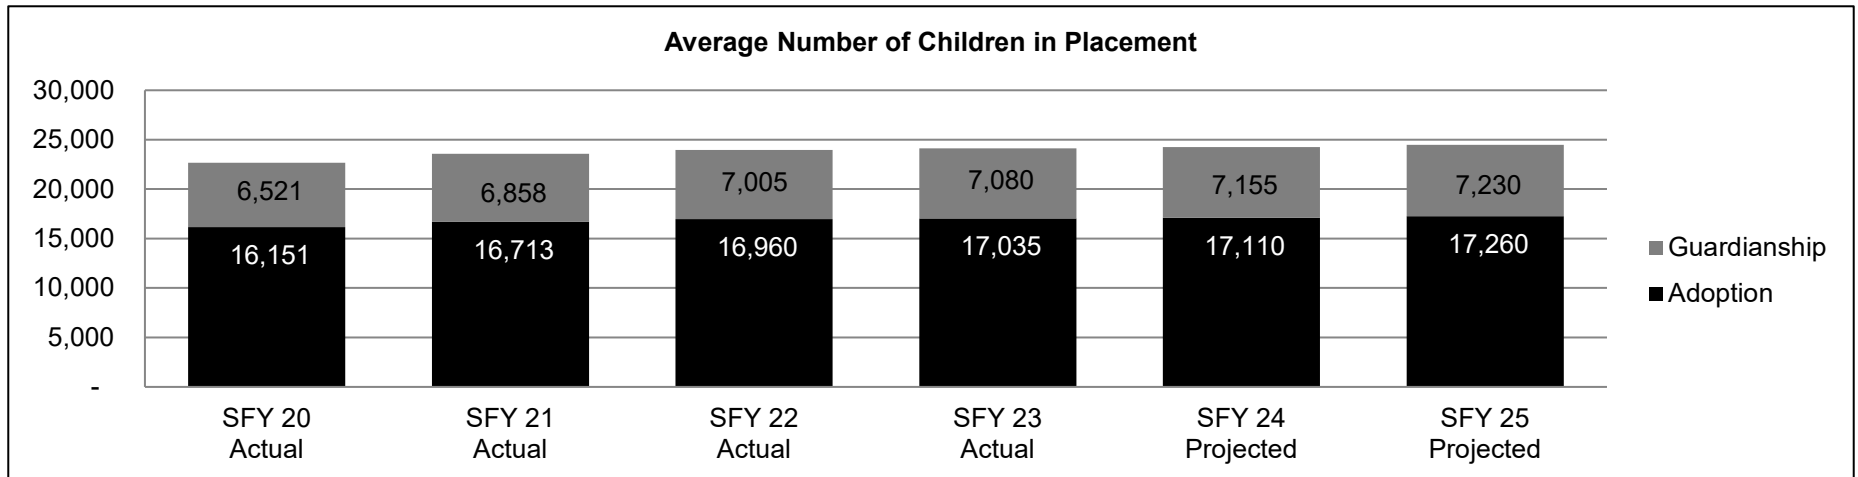 Average Number of Children in Placement
30,000
25,000
20,000
15,000
10,000
5,000
-
6,521
6,858
7,005
7,080
7,155
7,230
16,151
16,713
16,960
17,035
17,110
17,260
Guardianship
Adoption
SFY 20
Actual
SFY 21
Actual
SFY 22
Actual
SFY 23
Actual
SFY 24
Projected
SFY 25
Projected